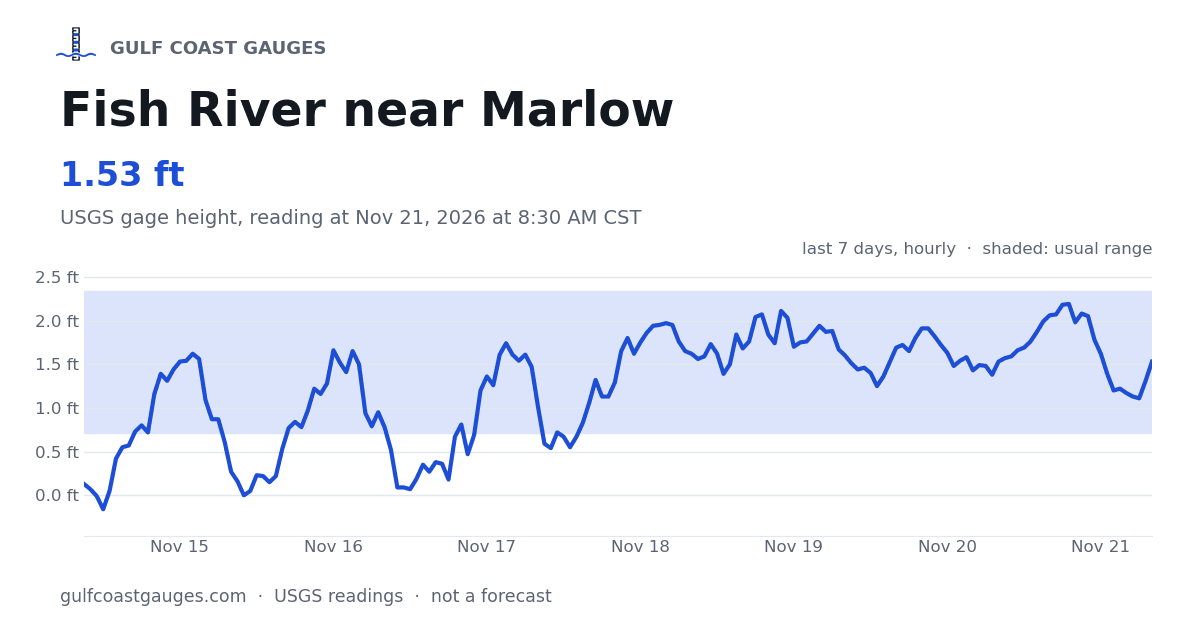 GULF COAST GAUGES
Fish River near Marlow
1.53 ft
USGS gage height, reading at Nov 21, 2026 at 8:30 AM CST
last 7 days, hourly · shaded: usual range
2.5 ft
2.0 ft
1.5 ft
1.0 ft
0.5 ft
0.0 ft
Nov 15 Nov 16 Nov 17 Nov 18 Nov 19 Nov 20 Nov 21
gulfcoastgauges.com · USGS readings · not a forecast